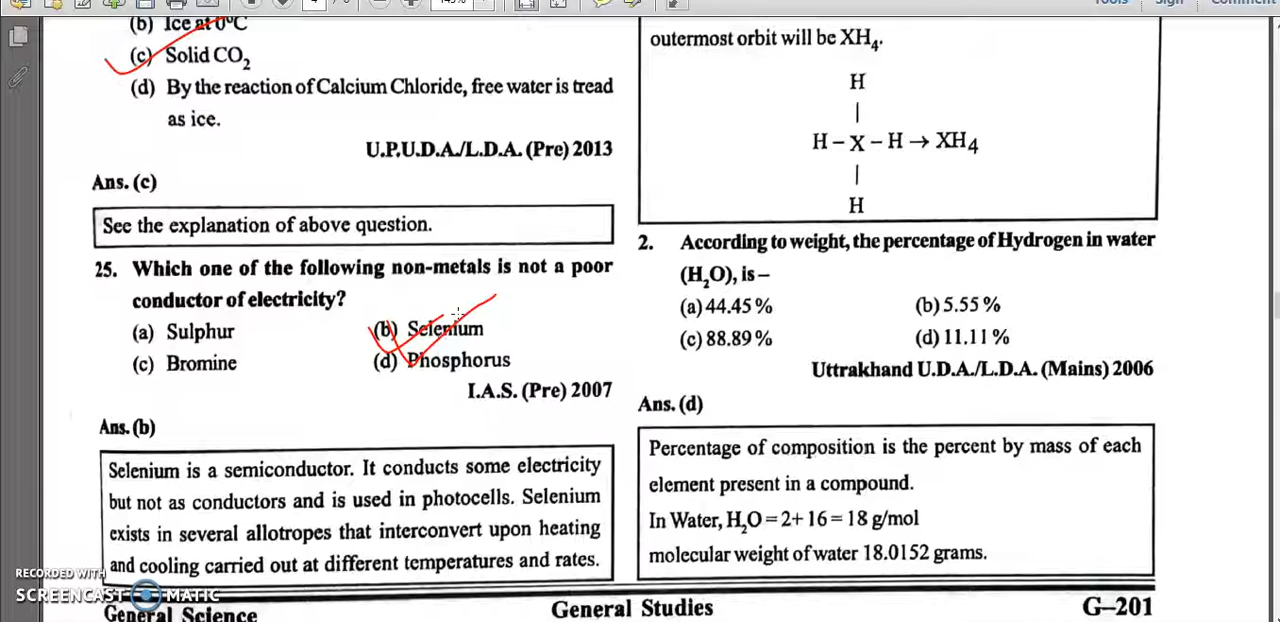 Tools Sign Comment
(b) Ice at 0°C
(c) Solid CO2
(d) By the reaction of Calcium Chloride, free water is tread
as ice.
U.P.U.D.A./L.D.A. (Pre) 2013
Ans. (c)
See the explanation of above question.
25. Which one of the following non-metals is not a poor
conductor of electricity?
(a) Sulphur (b) Selenium
(c) Bromine (d) Phosphorus
I.A.S. (Pre) 2007
Ans. (b)
Selenium is a semiconductor. It conducts some electricity
but not as conductors and is used in photocells. Selenium
exists in several allotropes that interconvert upon heating
and cooling carried out at different temperatures and rates.
outermost orbit will be XH4.
H
|
H – X – H → XH4
|
H
2. According to weight, the percentage of Hydrogen in water
(H2O), is –
(a) 44.45 % (b) 5.55 %
(c) 88.89 % (d) 11.11 %
Uttrakhand U.D.A./L.D.A. (Mains) 2006
Ans. (d)
Percentage of composition is the percent by mass of each
element present in a compound.
In Water, H2O = 2+ 16 = 18 g/mol
molecular weight of water 18.0152 grams.
RECORDED WITH
SCREENCAST MATIC
General Science General Studies G–201